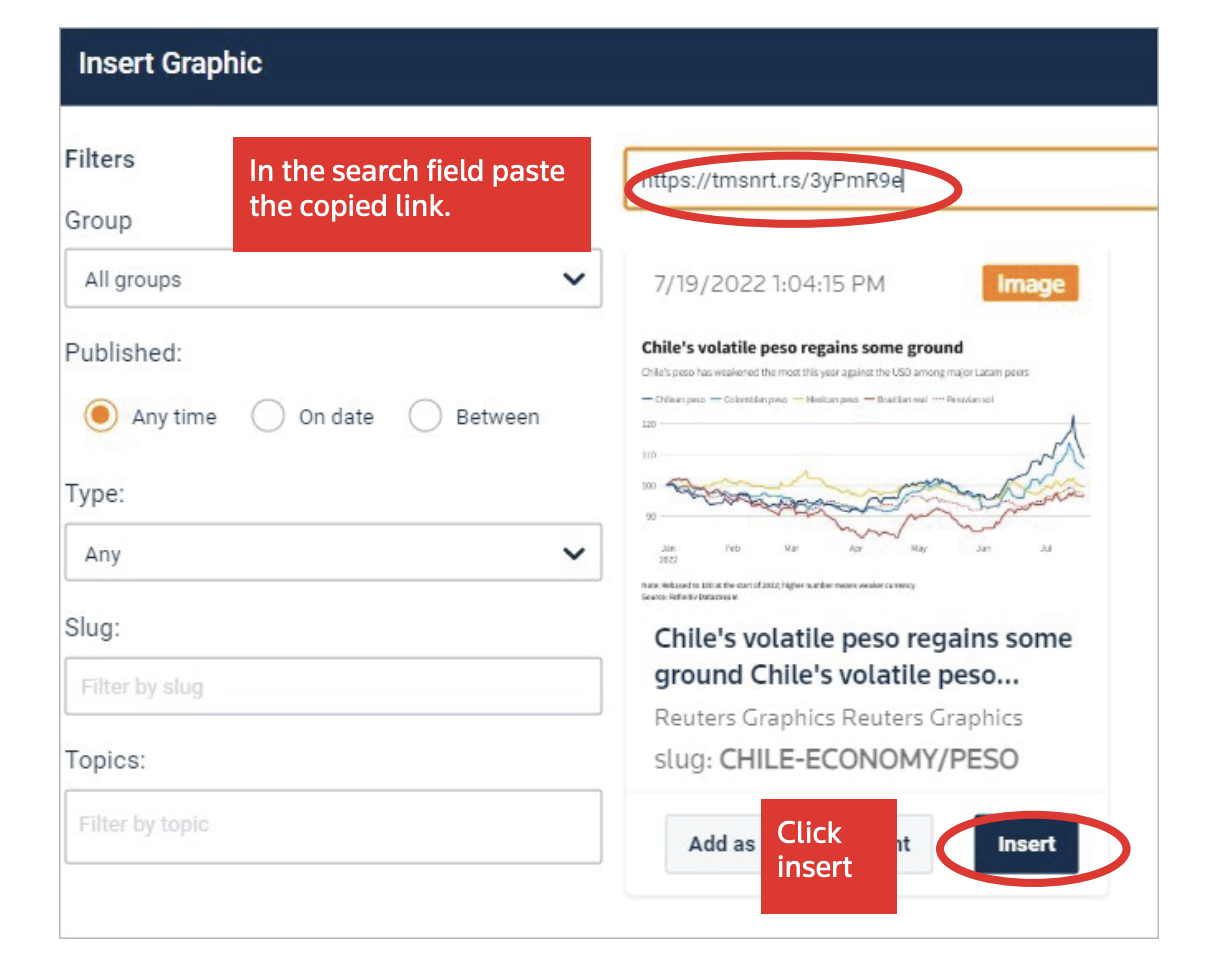 Insert Graphic
Filters
In the search field paste
the copied link.
https://tmsnrt.rs/3yPmR9e
Group
All groups
7/19/2022 1:04:15 PM
Image
Published:
Any time
On date
Between
Chile's volatile peso regains some ground
Chile's peso has weakened the most this year against the USD among major Latam peers
Chilean peso Colombian peso Mexican peso Brazilian real Peruvian sol
120
110
100
90
Jan Feb Mar Apr May Jun Jul
2022
Note: Rebased to 100 at the start of 2022; higher number means weaker currency
Source: Refinitiv Datastream
Type:
Any
Slug:
Filter by slug
Chile's volatile peso regains some
ground Chile's volatile peso...
Reuters Graphics Reuters Graphics
slug: CHILE-ECONOMY/PESO
Topics:
Filter by topic
Add as
Click
insert
Insert